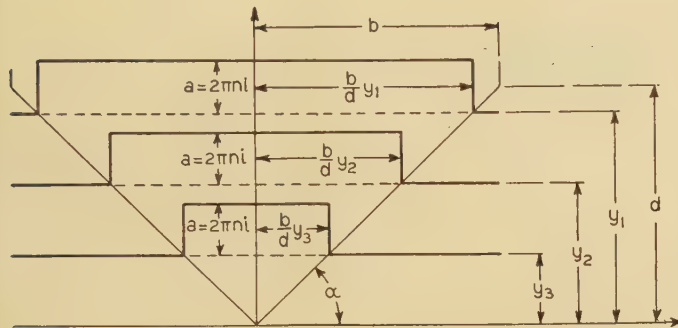 b
a=2πni
b/d y₁
a=2πni
b/d y₂
a=2πni
b/d y₃
α
y₃
y₂
y₁
d